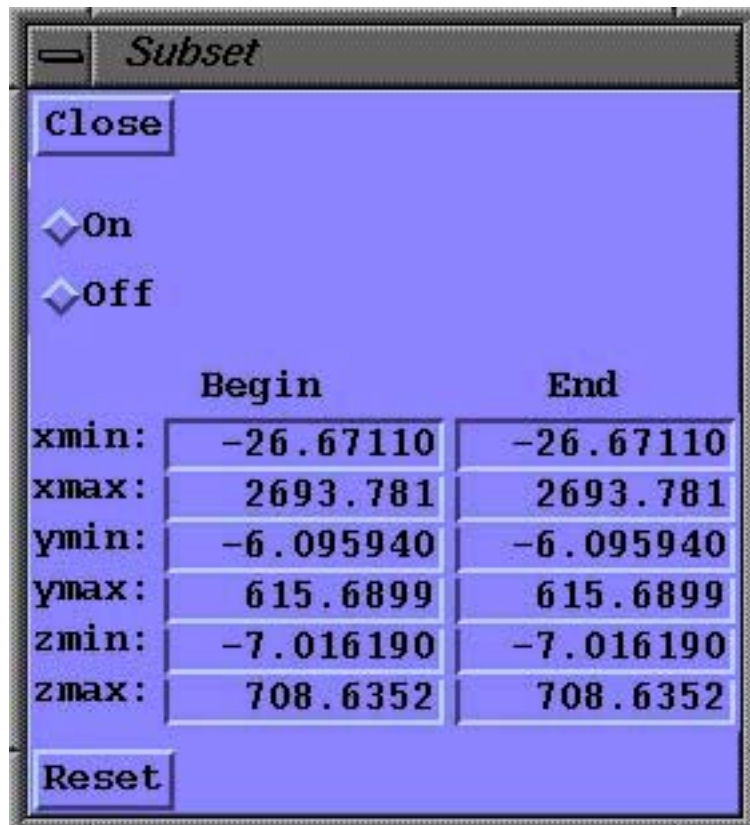 Subset
Close
On
Off
Begin End
xmin: -26.67110 -26.67110
xmax: 2693.781 2693.781
ymin: -6.095940 -6.095940
ymax: 615.6899 615.6899
zmin: -7.016190 -7.016190
zmax: 708.6352 708.6352
Reset